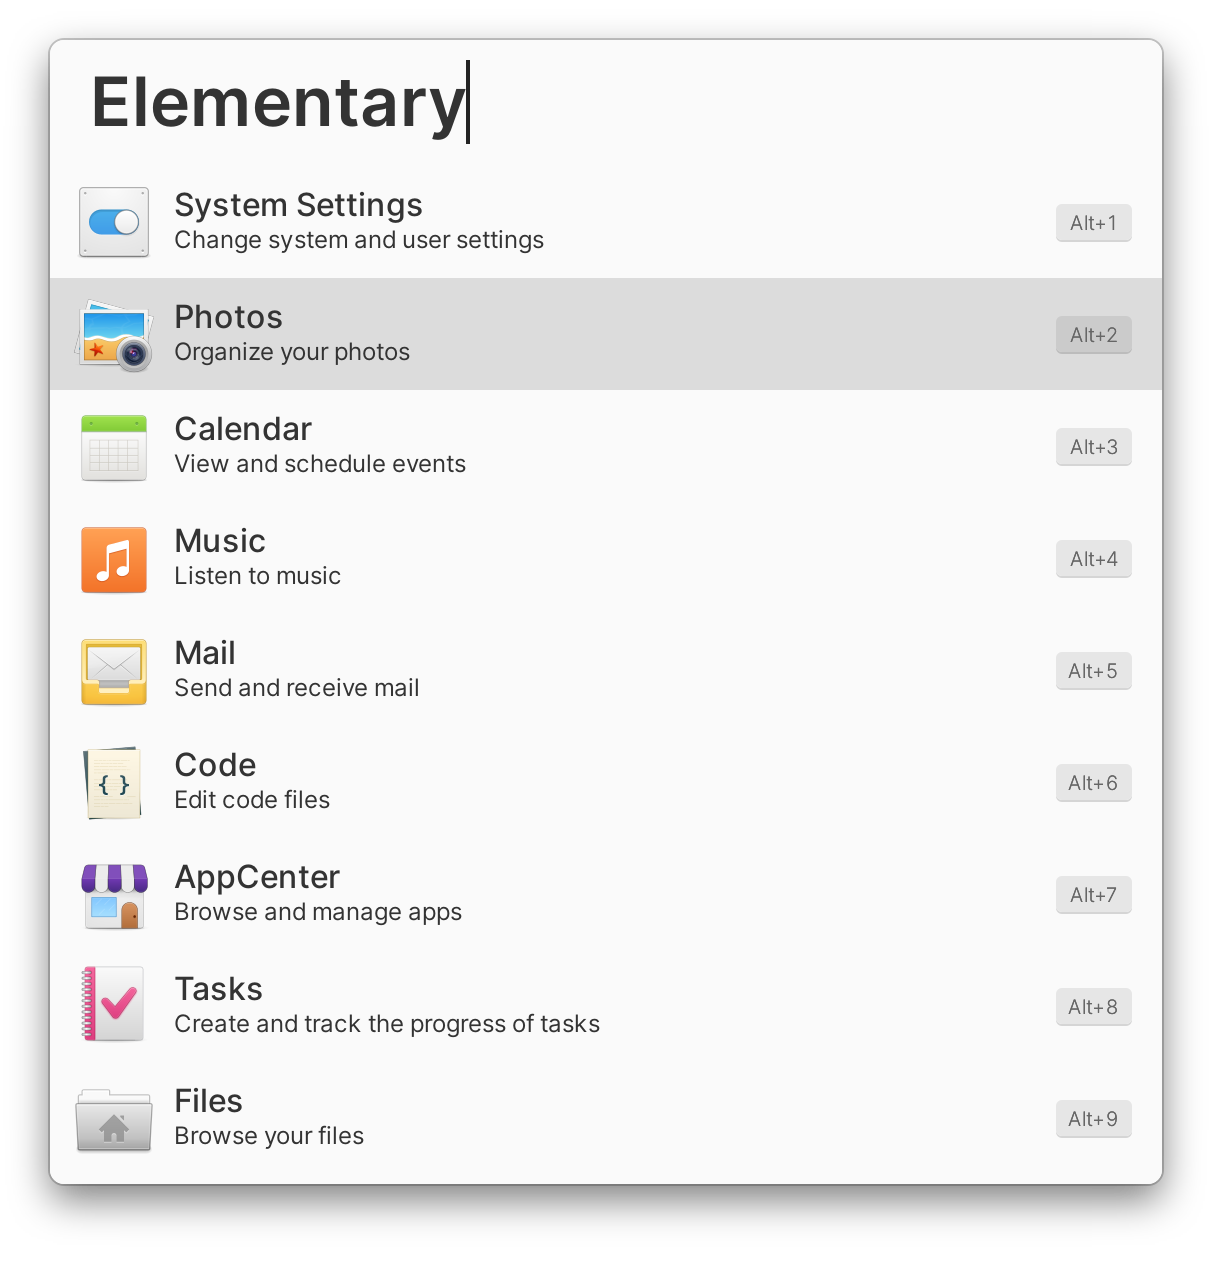 Elementary
System Settings
Change system and user settings
Alt+1
Photos
Organize your photos
Alt+2
Calendar
View and schedule events
Alt+3
Music
Listen to music
Alt+4
Mail
Send and receive mail
Alt+5
{ }
Code
Edit code files
Alt+6
AppCenter
Browse and manage apps
Alt+7
Tasks
Create and track the progress of tasks
Alt+8
Files
Browse your files
Alt+9